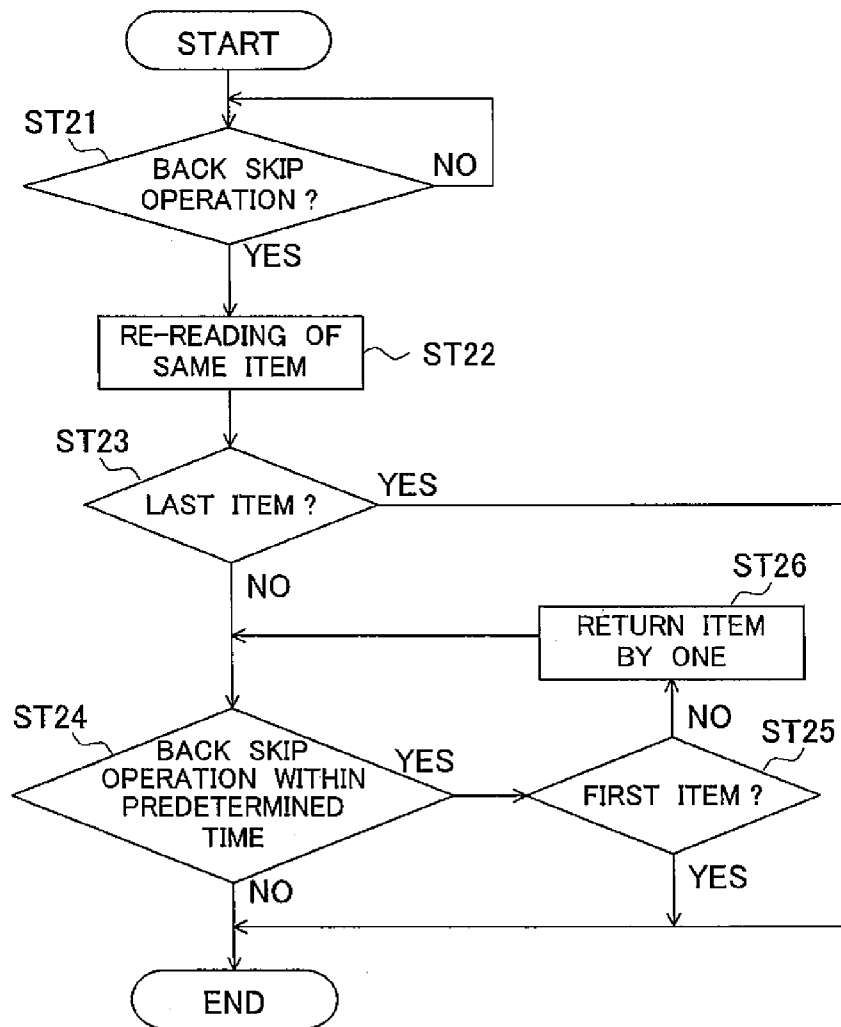 START
ST21
BACK SKIP
OPERATION ?
NO
YES
RE-READING OF
SAME ITEM
ST22
ST23
LAST ITEM ?
YES
NO
ST26
RETURN ITEM
BY ONE
ST24
BACK SKIP
OPERATION WITHIN
PREDETERMINED
TIME
YES
NO
ST25
FIRST ITEM ?
NO
YES
END